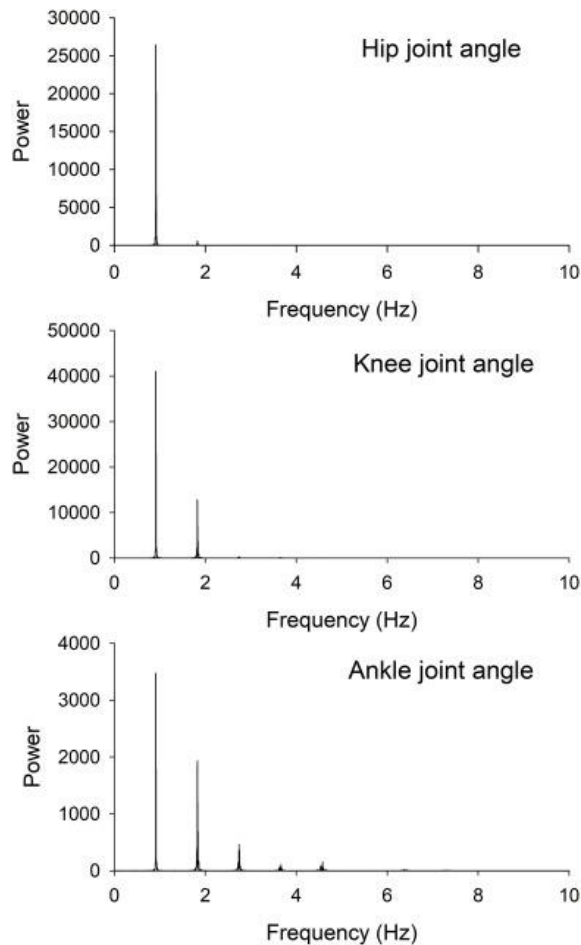 30000
Hip joint angle
25000
20000
Power
15000
10000
5000
0
0 2 4 6 8 10
Frequency (Hz)
50000
Knee joint angle
40000
30000
Power
20000
10000
0
0 2 4 6 8 10
Frequency (Hz)
4000
Ankle joint angle
3000
Power
2000
1000
0
0 2 4 6 8 10
Frequency (Hz)